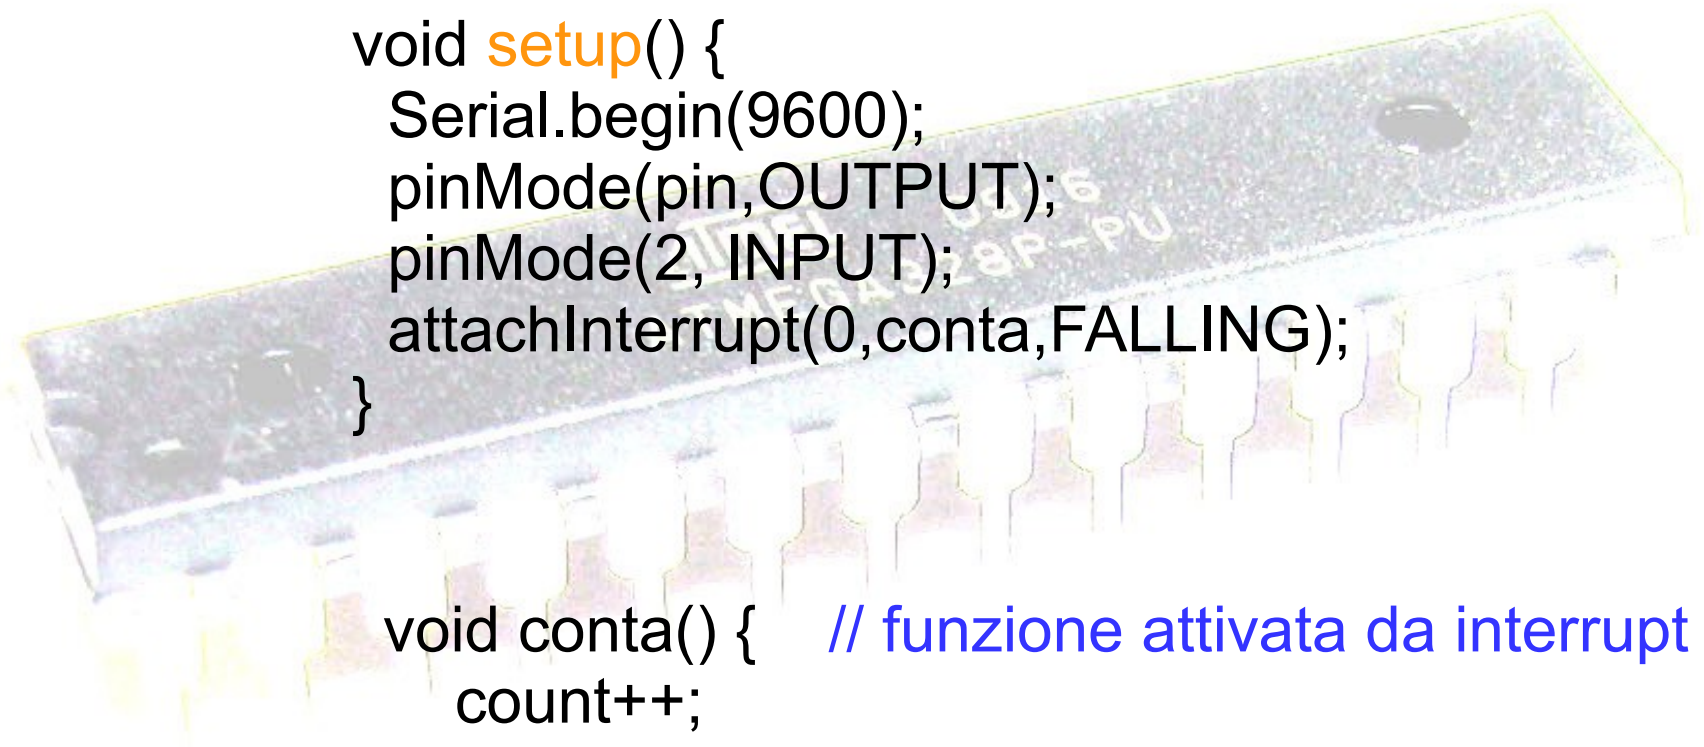 void setup() {
Serial.begin(9600);
pinMode(pin,OUTPUT);
pinMode(2, INPUT);
attachInterrupt(0,conta,FALLING);
}
void conta() { // funzione attivata da interrupt
count++;